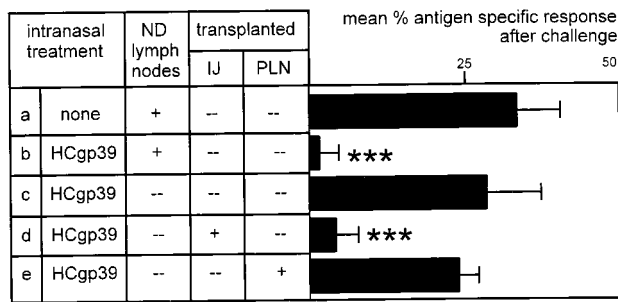 intranasal treatment
ND lymph nodes
transplanted
IJ PLN
mean % antigen specific response
after challenge
25 50
a none + -- --
b HCgp39 + -- -- ***
c HCgp39 -- -- --
d HCgp39 -- + -- ***
e HCgp39 -- -- +